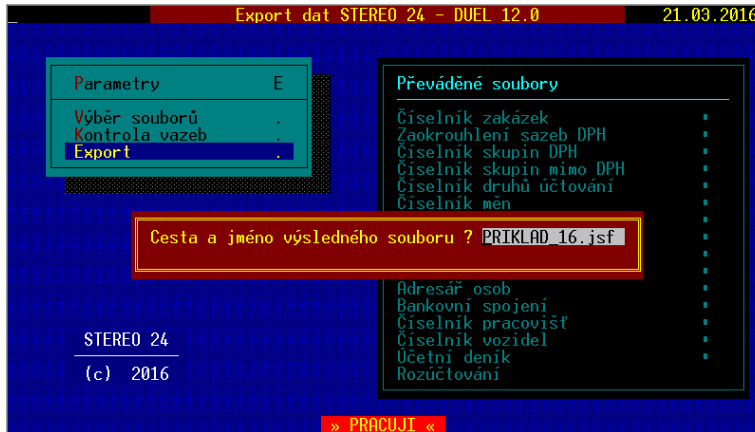 Export dat STEREO 24 - DUEL 12.0 21.03.2016
Parametry E
Výběr souborů .
Kontrola vazeb .
Export .
Převáděné soubory
Číselník zakázek
Zaokrouhlení sazeb DPH
Číselník skupin DPH
Číselník skupin mimo DPH
Číselník druhů účtování
Číselník měn
Cesta a jméno výsledného souboru ? PRIKLAD_16.jsf
Adresář osob
Bankovní spojení
Číselník pracovišť
Číselník vozidel
Účetní deník
Rozúčtování
STEREO 24
(c) 2016
» PRACUJI «